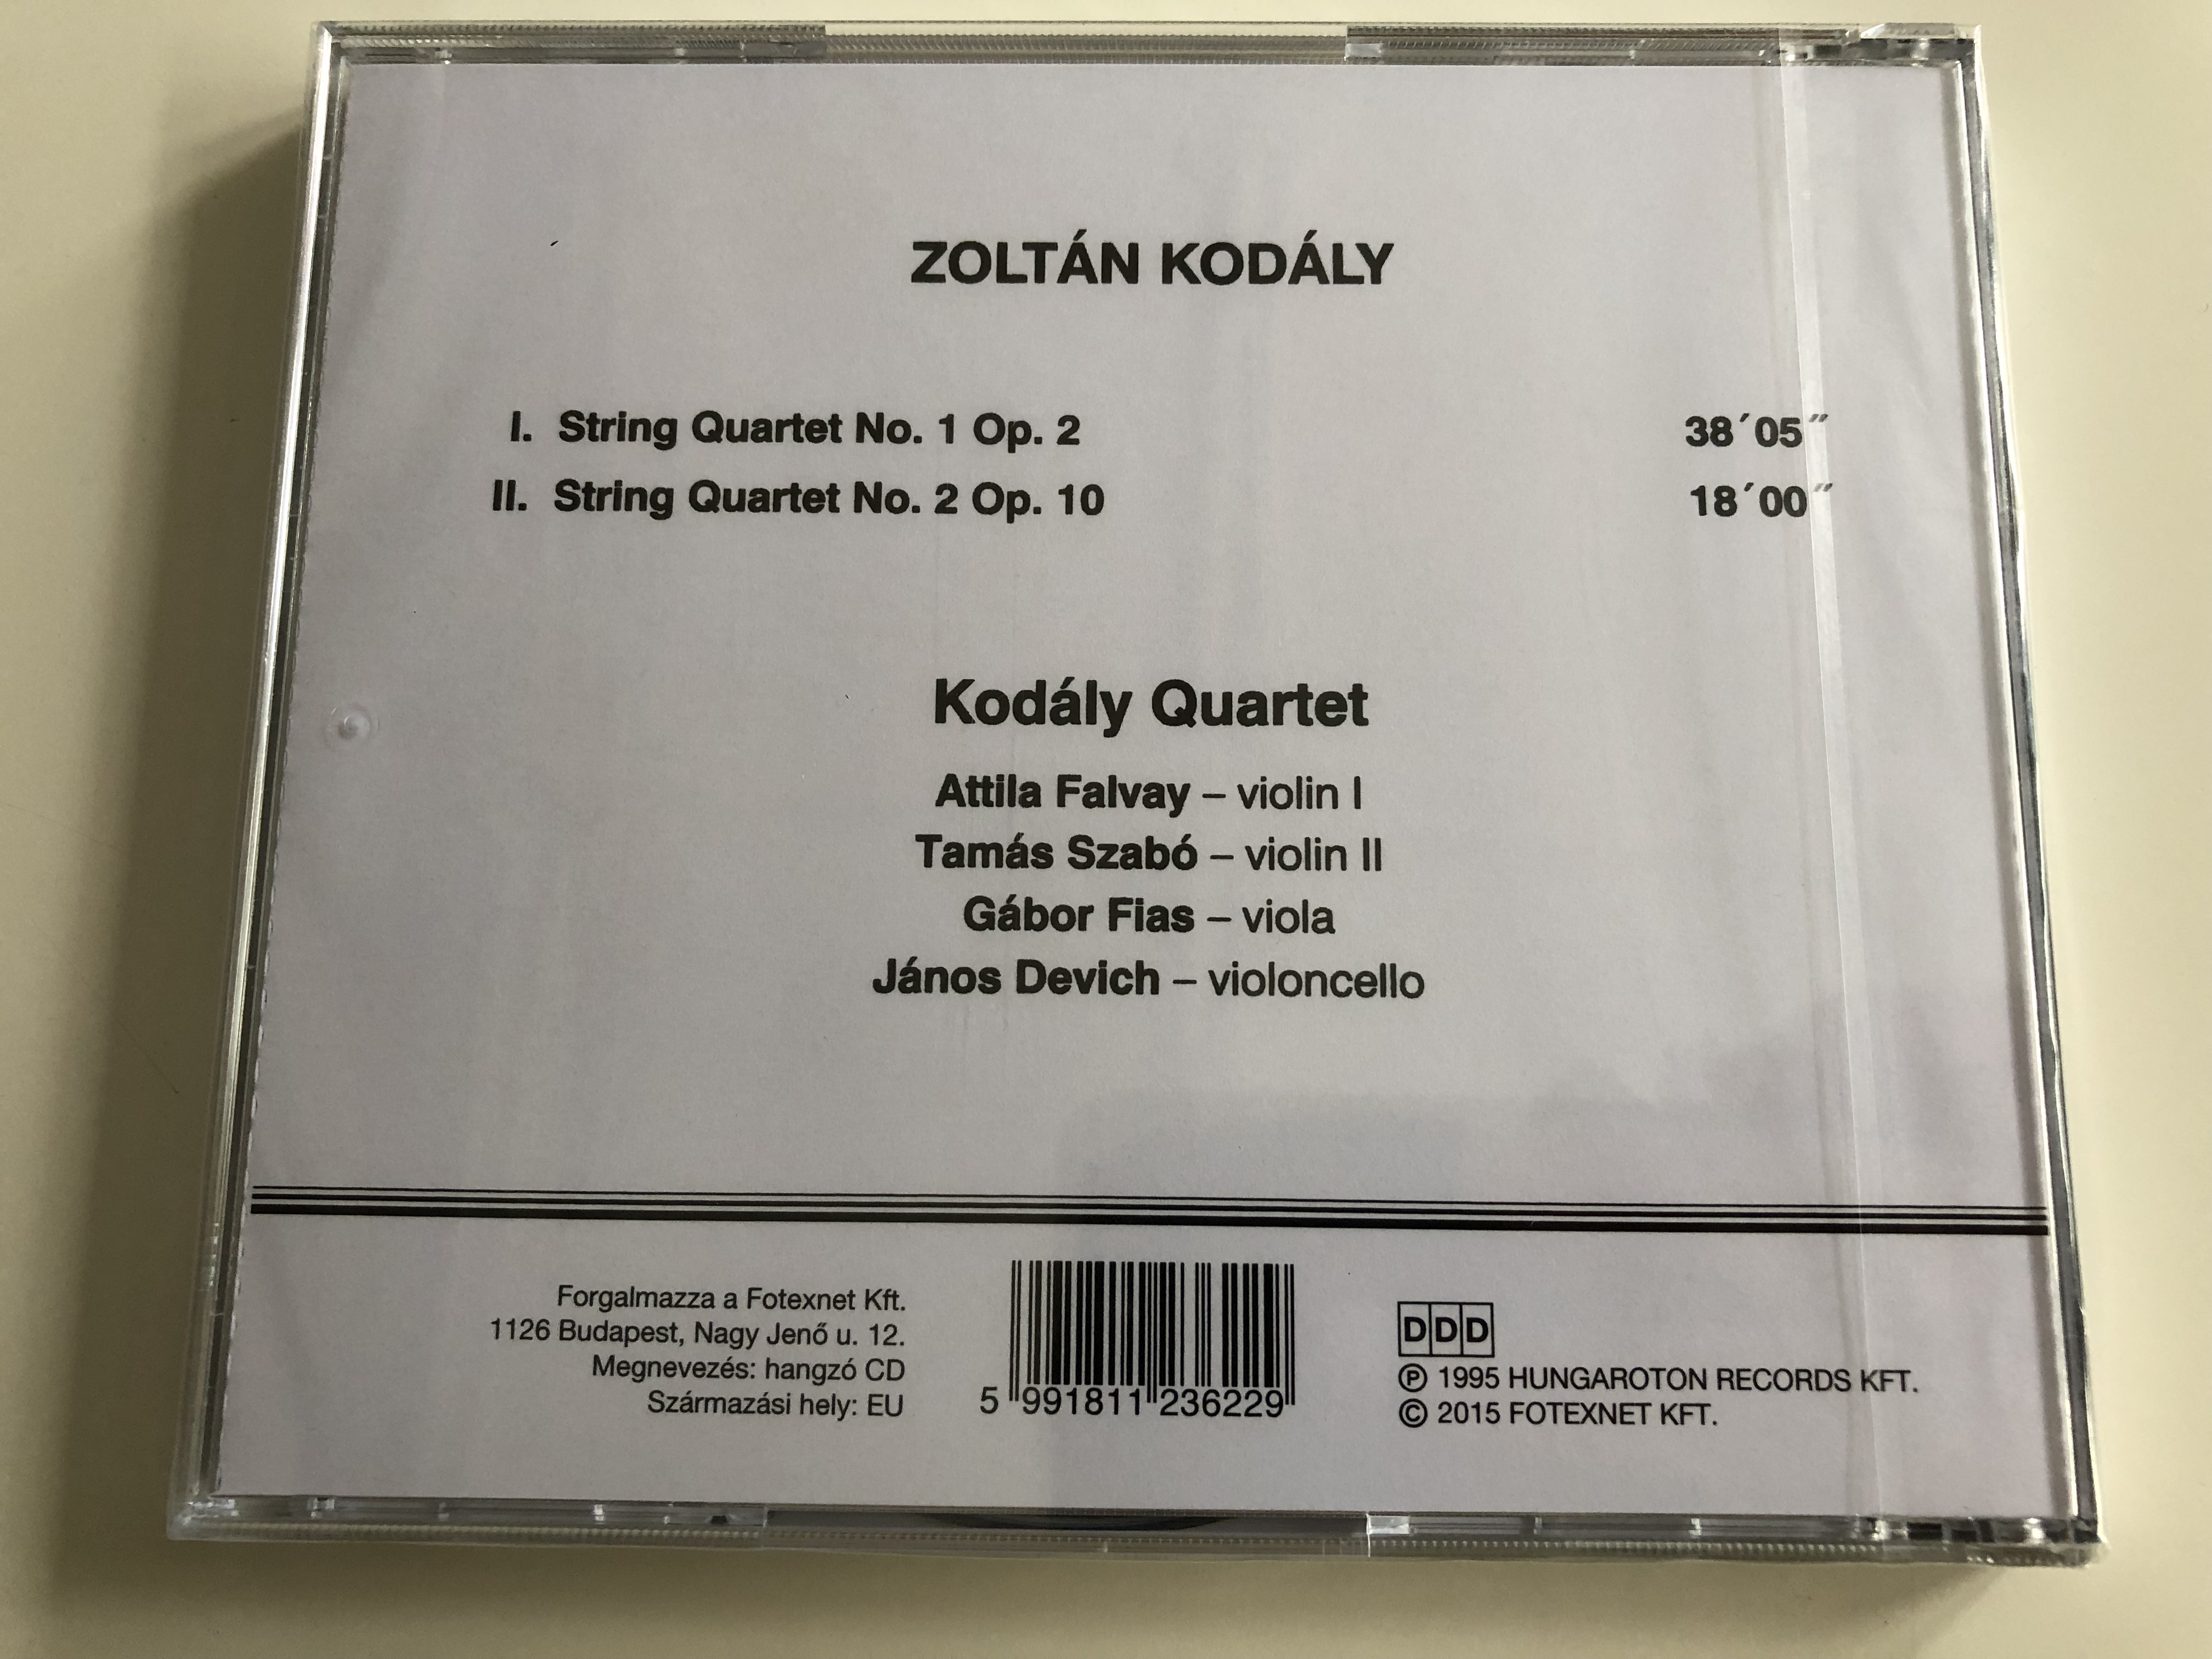 ZOLTÁN KODÁLY
I. String Quartet No. 1 Op. 2 38´05˝
II. String Quartet No. 2 Op. 10 18´00˝
Kodály Quartet
Attila Falvay – violin I
Tamás Szabó – violin II
Gábor Fias – viola
János Devich – violoncello
Forgalmazza a Fotexnet Kft.
1126 Budapest, Nagy Jenő u. 12.
Megnevezés: hangzó CD
Származási hely: EU
5 991811 236229
DDD
℗ 1995 HUNGAROTON RECORDS KFT.
© 2015 FOTEXNET KFT.